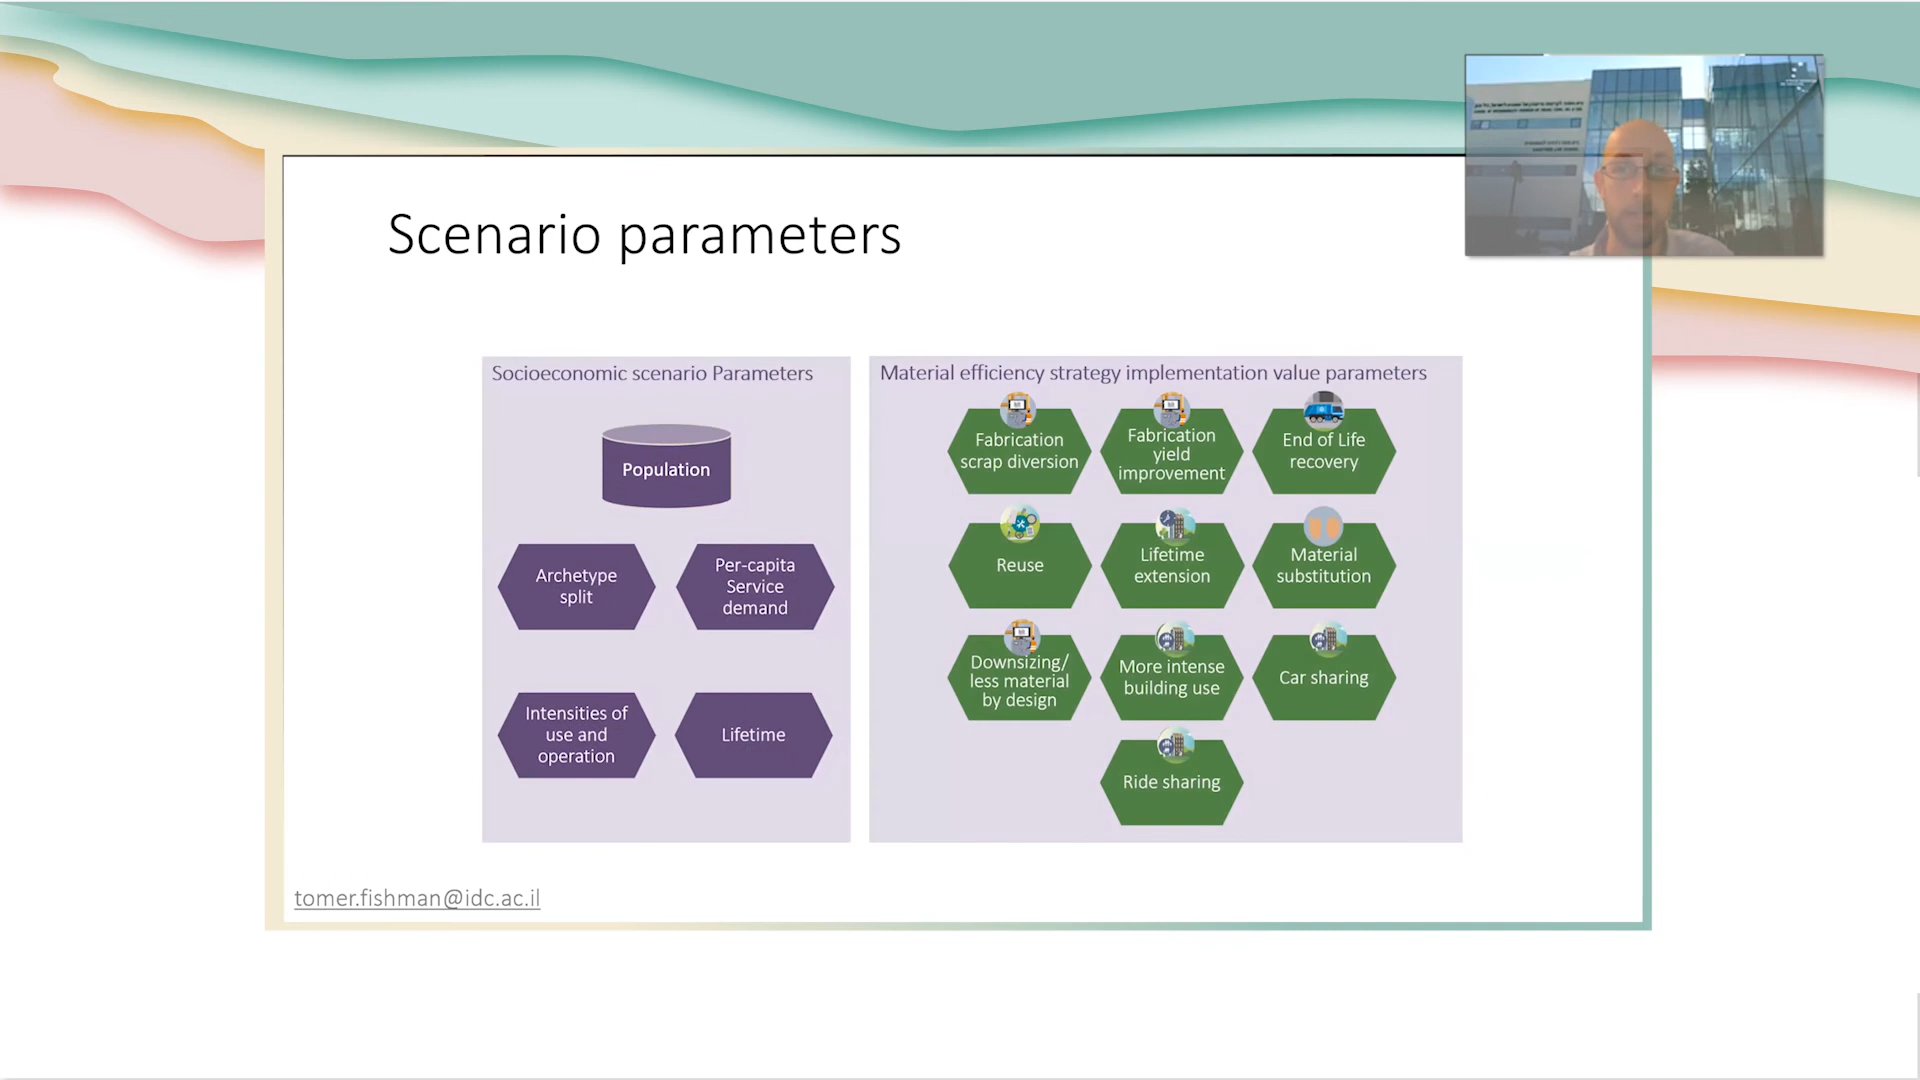 Scenario parameters
Socioeconomic scenario Parameters
Population
Archetype
split
Per-capita
Service
demand
Intensities of
use and
operation
Lifetime
Material efficiency strategy implementation value parameters
Fabrication
scrap diversion
Fabrication
yield
improvement
End of Life
recovery
Reuse
Lifetime
extension
Material
substitution
Downsizing/
less material
by design
More intense
building use
Car sharing
Ride sharing
tomer.fishman@idc.ac.il